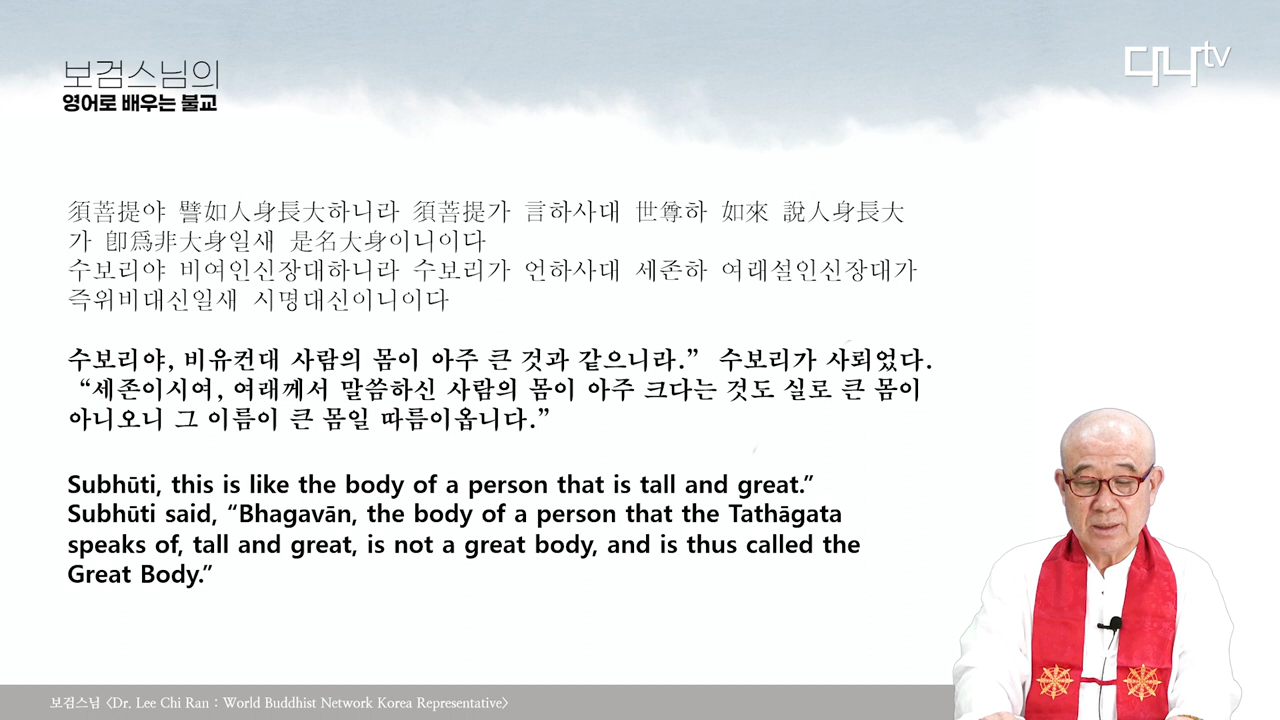 보검스님의
영어로 배우는 불교
디나tv
須菩提야 譬如人身長大하니라 須菩提가 言하사대 世尊하 如來 說人身長大
가 卽爲非大身일새 是名大身이니이다
수보리야 비여인신장대하니라 수보리가 언하사대 세존하 여래설인신장대가
즉위비대신일새 시명대신이니이다
수보리야, 비유컨대 사람의 몸이 아주 큰 것과 같으니라.” 수보리가 사뢰었다.
“세존이시여, 여래께서 말씀하신 사람의 몸이 아주 크다는 것도 실로 큰 몸이
아니오니 그 이름이 큰 몸일 따름이옵니다.”
Subhūti, this is like the body of a person that is tall and great.”
Subhūti said, “Bhagavān, the body of a person that the Tathāgata
speaks of, tall and great, is not a great body, and is thus called the
Great Body.”
보검스님 <Dr. Lee Chi Ran : World Buddhist Network Korea Representative>